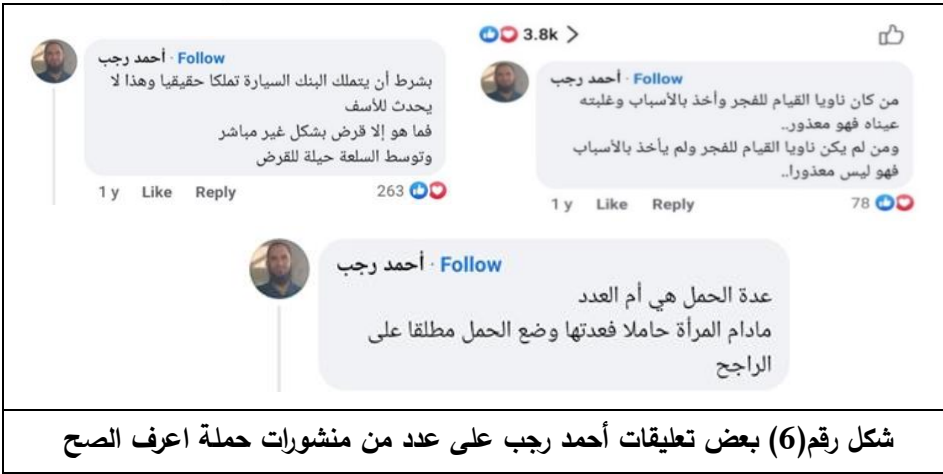 3.8k >
أحمد رجب · Follow
بشرط أن يتملك البنك السيارة تملكا حقيقيا وهذا لا
يحدث للأسف
فما هو إلا قرض بشكل غير مباشر
وتوسط السلعة حيلة للقرض
1 y Like Reply 263
أحمد رجب · Follow
من كان ناويا القيام للفجر وأخذ بالأسباب وغلبته
عيناه فهو معذور..
ومن لم يكن ناويا القيام للفجر ولم يأخذ بالأسباب
فهو ليس معذورا..
1 y Like Reply 78
أحمد رجب · Follow
عدة الحمل هي أم العدد
مادام المرأة حاملا فعدتها وضع الحمل مطلقا على
الراجح
شكل رقم(6) بعض تعليقات أحمد رجب على عدد من منشورات حملة اعرف الصح